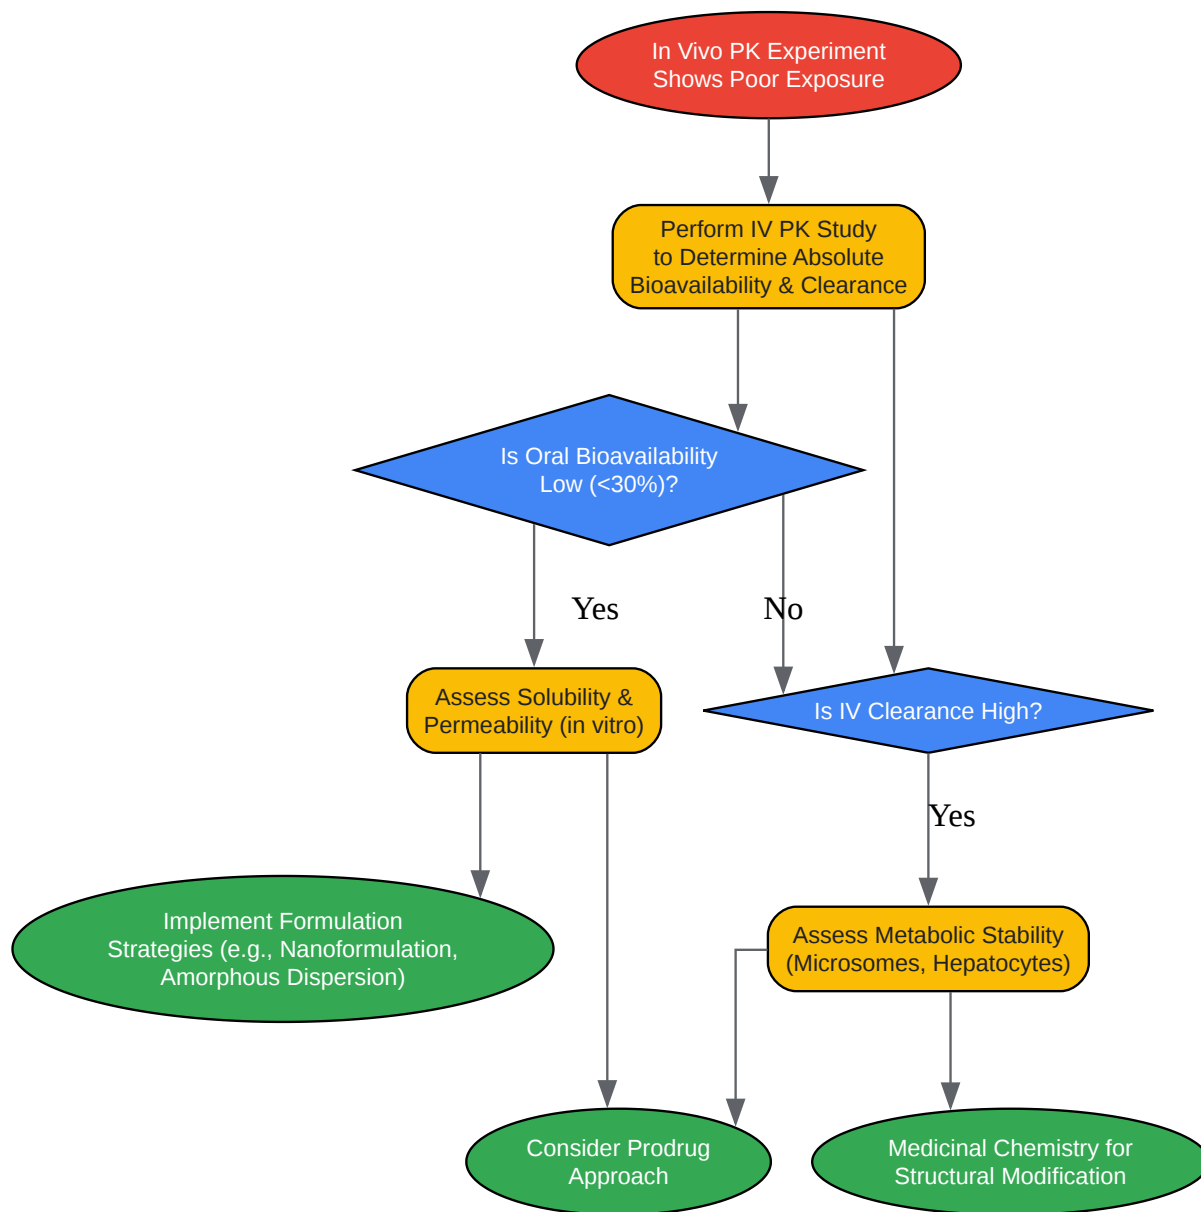 In Vivo PK Experiment
Shows Poor Exposure
Perform IV PK Study
to Determine Absolute
Bioavailability & Clearance
Is Oral Bioavailability
Low (<30%)?
Yes
No
Assess Solubility &
Permeability (in vitro)
Is IV Clearance High?
Yes
Implement Formulation
Strategies (e.g., Nanoformulation,
Amorphous Dispersion)
Assess Metabolic Stability
(Microsomes, Hepatocytes)
Consider Prodrug
Approach
Medicinal Chemistry for
Structural Modification